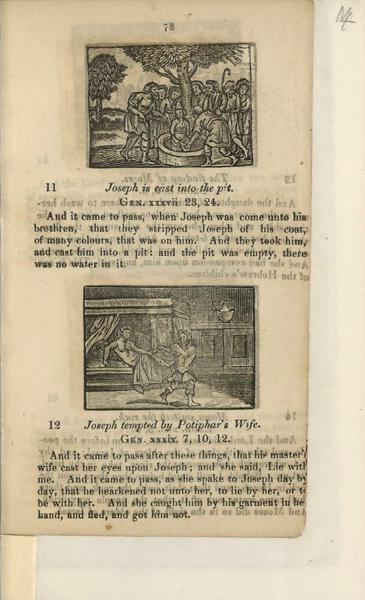 73
11 Joseph is cast into the pit.
GEN. xxxvii 23, 24.
And it came to pass, when Joseph was come unto his
brethren, that they stripped Joseph of his coat,
of many colours, that was on him. And they took him,
and cast him into a pit: and the pit was empty, there
was no water in it.
12 Joseph tempted by Potiphar's Wife.
GEN. xxxix. 7, 10, 12.
And it came to pass after these things, that his master'
wife cast her eyes upon Joseph; and she said, Lie with
me. And it came to pass, as she spake to Joseph day by
day, that he hearkened not unto her, to lie by her, or to
be with her. And she caught him by his garment in he
hand, and fled, and got him out.